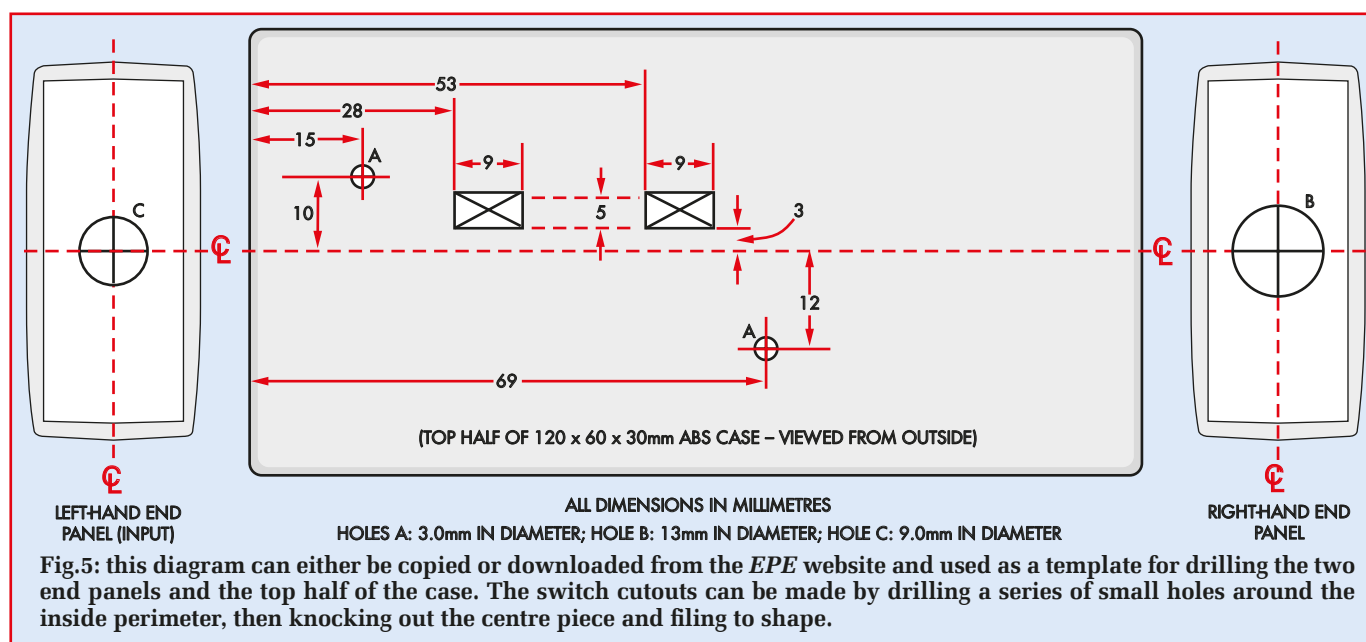 53
28
15
A
9
9
10
5
3
C
B
℄
℄
12
A
69
(TOP HALF OF 120 x 60 x 30mm ABS CASE – VIEWED FROM OUTSIDE)
℄
℄
LEFT-HAND END
PANEL (INPUT)
ALL DIMENSIONS IN MILLIMETRES
HOLES A: 3.0mm IN DIAMETER; HOLE B: 13mm IN DIAMETER; HOLE C: 9.0mm IN DIAMETER
RIGHT-HAND END
PANEL
Fig.5: this diagram can either be copied or downloaded from the EPE website and used as a template for drilling the two
end panels and the top half of the case. The switch cutouts can be made by drilling a series of small holes around the
inside perimeter, then knocking out the centre piece and filing to shape.